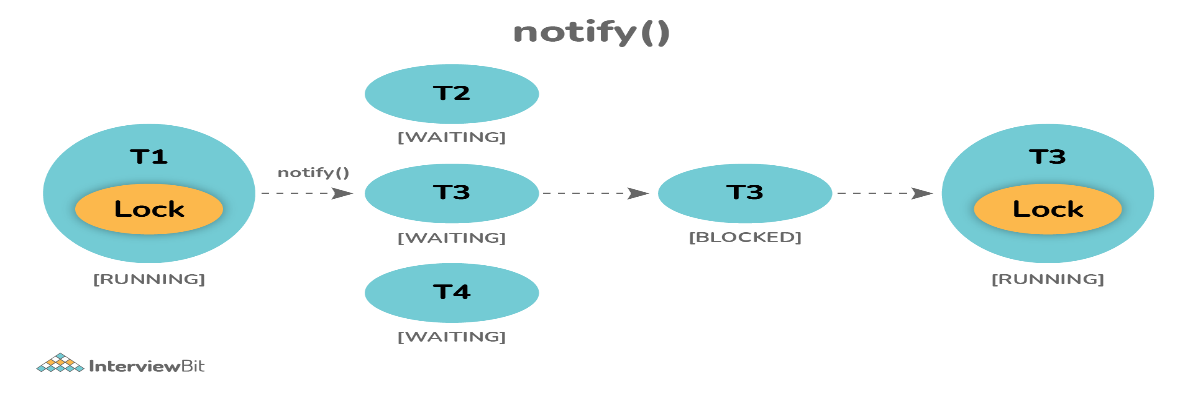 notify()
T2
[WAITING]
T1
Lock
[RUNNING]
notify()
T3
[WAITING]
T4
[WAITING]
T3
[BLOCKED]
T3
Lock
[RUNNING]
InterviewBit